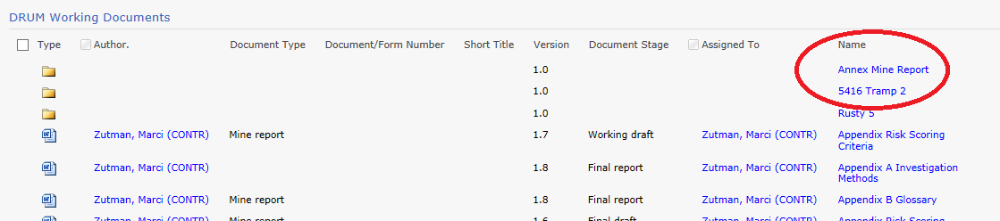 DRUM Working Documents
Type Author. Document Type Document/Form Number Short Title Version Document Stage Assigned To Name
1.0 Annex Mine Report
1.0 5416 Tramp 2
1.0 Rusty 5
Zutman, Marci (CONTR) Mine report 1.7 Working draft Zutman, Marci (CONTR) Appendix Risk Scoring
Criteria
Zutman, Marci (CONTR) 1.8 Final report Zutman, Marci (CONTR) Appendix A Investigation
Methods
Zutman, Marci (CONTR) Mine report 1.8 Final report Zutman, Marci (CONTR) Appendix B Glossary
Zutman, Marci (CONTR) Mine report 1.6 Final draft Zutman, Marci (CONTR) Appendix Risk Scoring